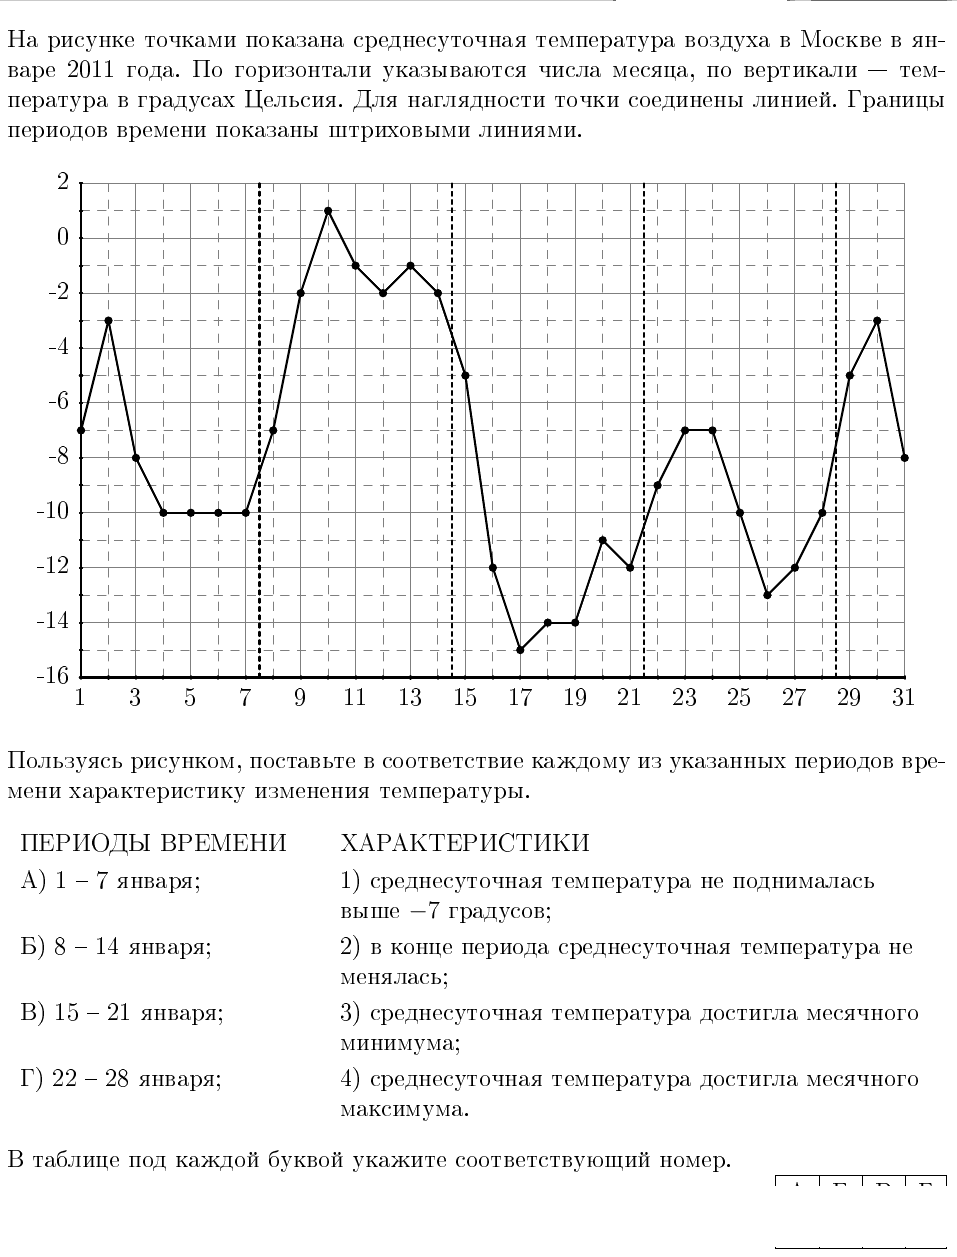 На рисунке точками показана среднесуточная температура воздуха в Москве в ян-
варе 2011 года. По горизонтали указываются числа месяца, по вертикали — тем-
пература в градусах Цельсия. Для наглядности точки соединены линией. Границы
периодов времени показаны штриховыми линиями.
2
0
-2
-4
-6
-8
-10
-12
-14
-16
1 3 5 7 9 11 13 15 17 19 21 23 25 27 29 31
Пользуясь рисунком, поставьте в соответствие каждому из указанных периодов вре-
мени характеристику изменения температуры.
ПЕРИОДЫ ВРЕМЕНИ ХАРАКТЕРИСТИКИ
А) 1 – 7 января; 1) среднесуточная температура не поднималась
выше −7 градусов;
Б) 8 – 14 января; 2) в конце периода среднесуточная температура не
менялась;
В) 15 – 21 января; 3) среднесуточная температура достигла месячного
минимума;
Г) 22 – 28 января; 4) среднесуточная температура достигла месячного
максимума.
В таблице под каждой буквой укажите соответствующий номер.